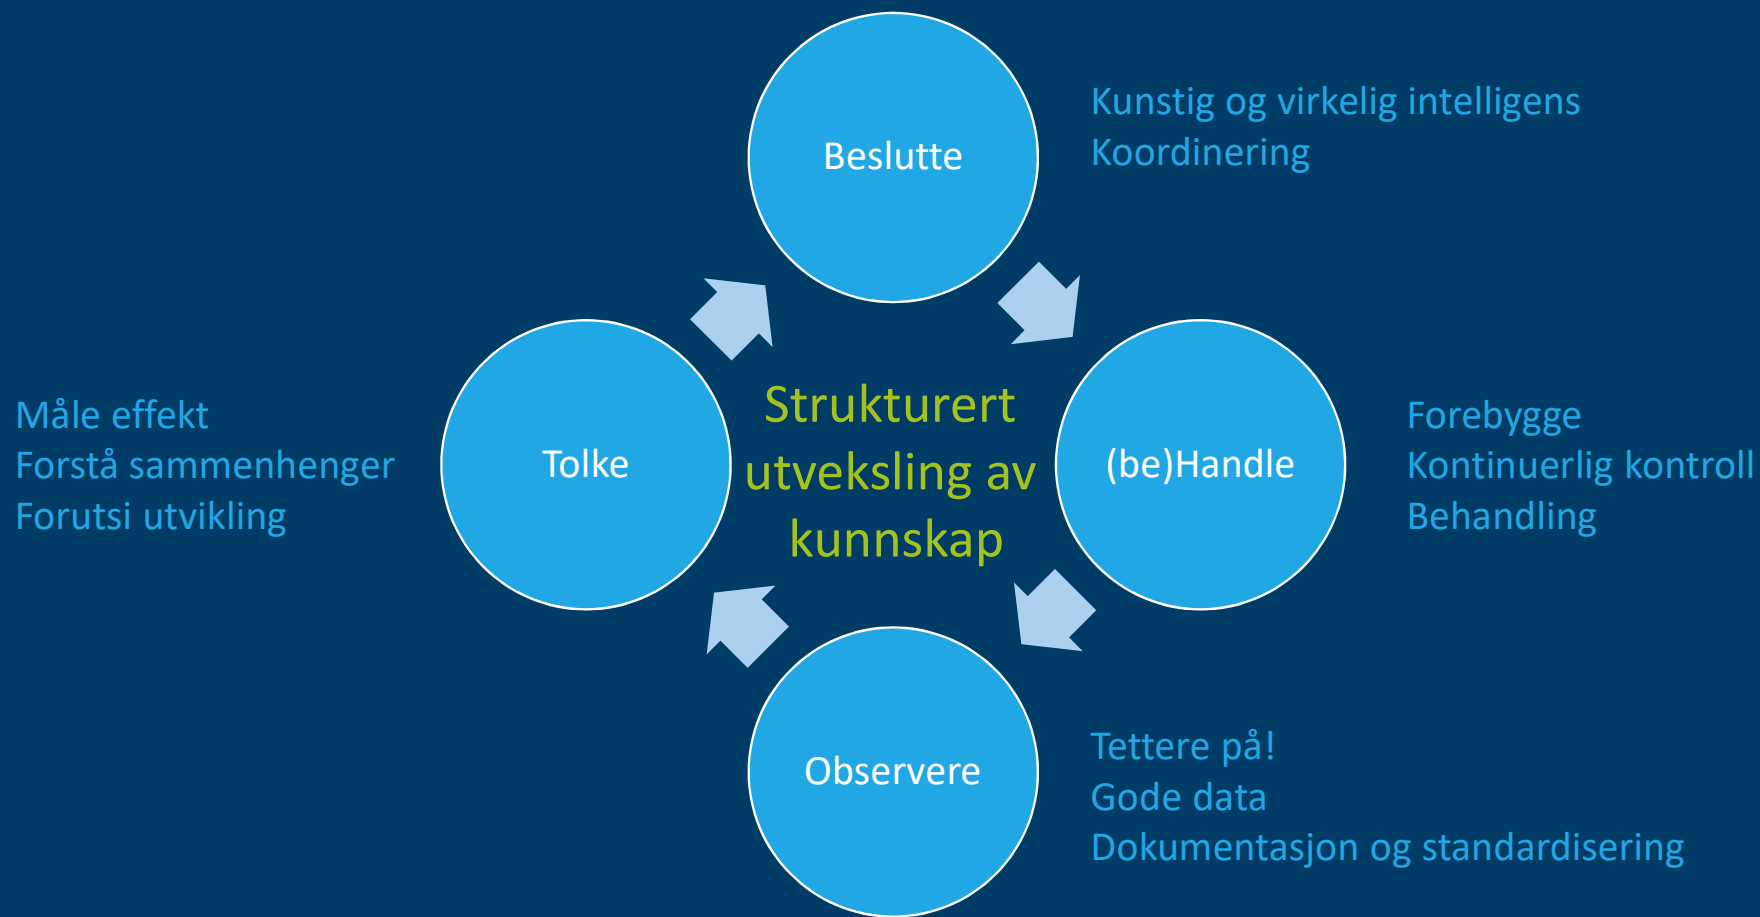 Beslutte
Kunstig og virkelig intelligens
Koordinering
Måle effekt
Forstå sammenhenger
Forutsi utvikling
Tolke
Strukturert
utveksling av
kunnskap
(be)Handle
Forebygge
Kontinuerlig kontroll
Behandling
Observere
Tettere på!
Gode data
Dokumentasjon og standardisering